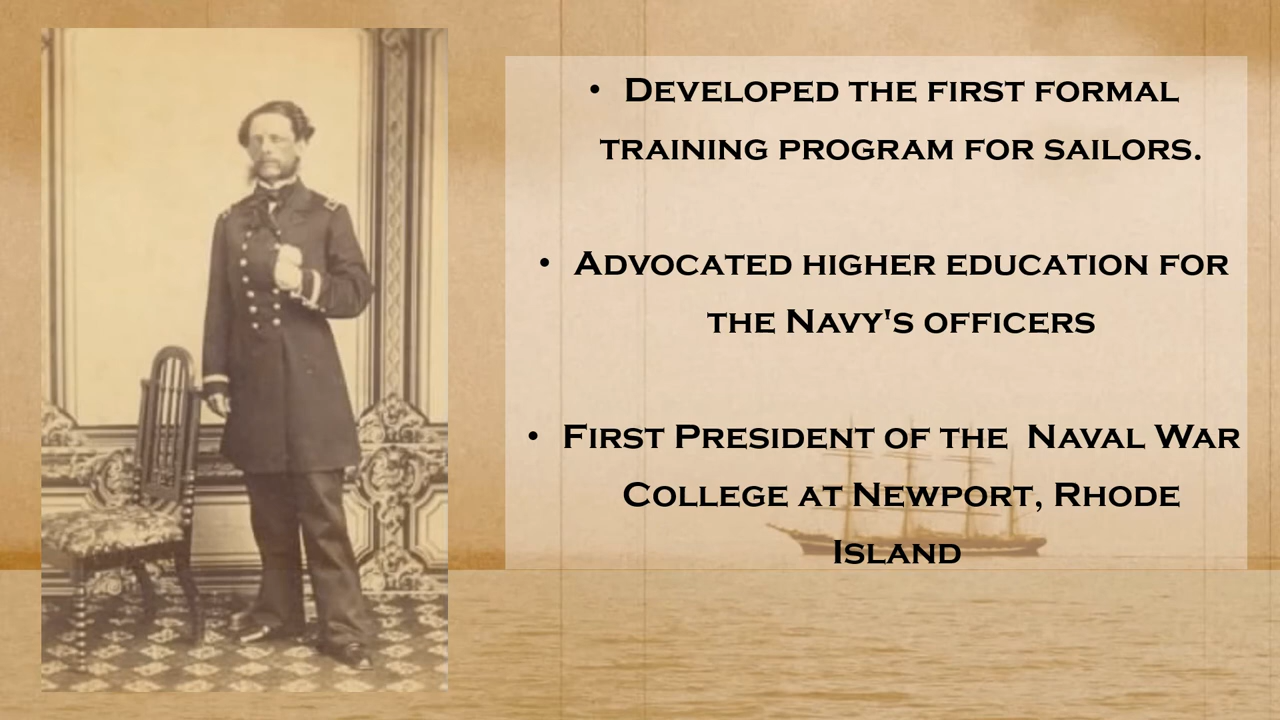 • Developed the first formal
training program for sailors.
• Advocated higher education for
the Navy's officers
• First President of the  Naval War
College at Newport, Rhode
Island